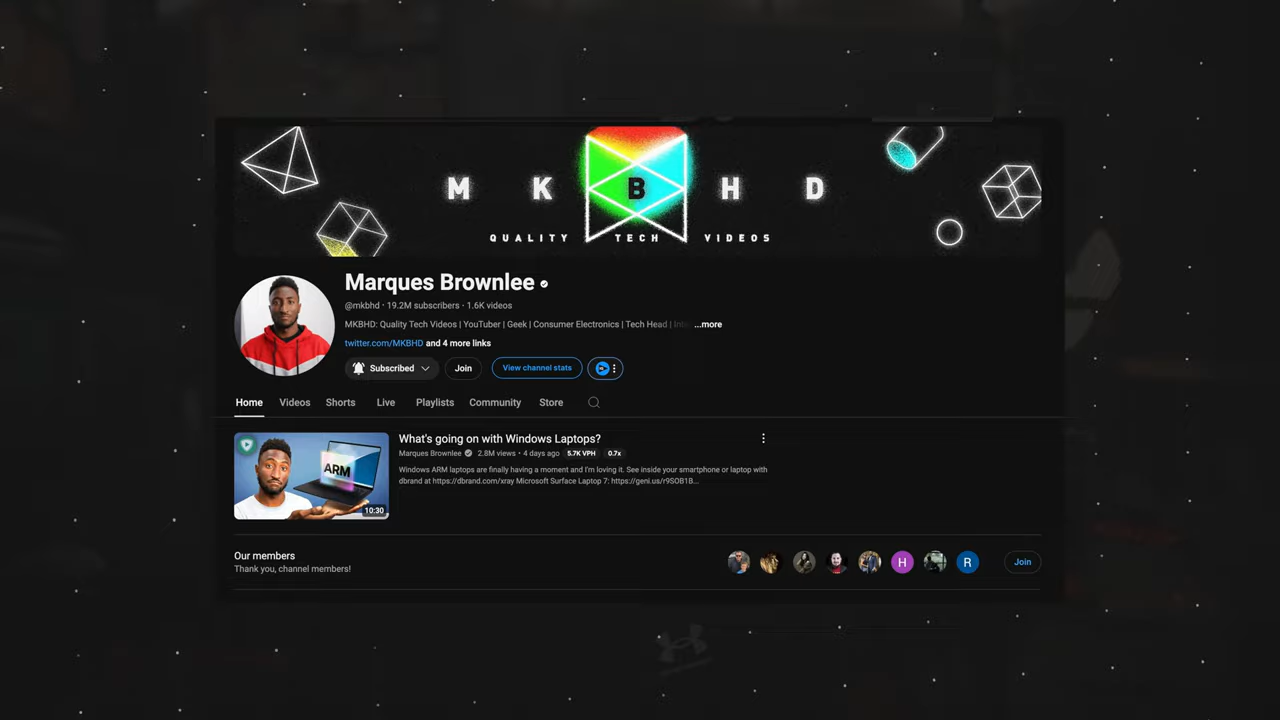 M K B H D
QUALITY TECH VIDEOS
Marques Brownlee
@mkbhd · 19.2M subscribers · 1.6K videos
MKBHD: Quality Tech Videos | YouTuber | Geek | Consumer Electronics | Tech Head | ...more
twitter.com/MKBHD and 4 more links
Subscribed Join View channel stats
Home Videos Shorts Live Playlists Community Store
What's going on with Windows Laptops?
Marques Brownlee 2.8M views · 4 days ago 5.7K VPH 0.7x
Windows ARM laptops are finally having a moment and I'm loving it. See inside your smartphone or laptop with
dbrand at https://dbrand.com/xray Microsoft Surface Laptop 7: https://geni.us/r9SOB1B...
ARM
10:30
Our members
Thank you, channel members!
H R Join